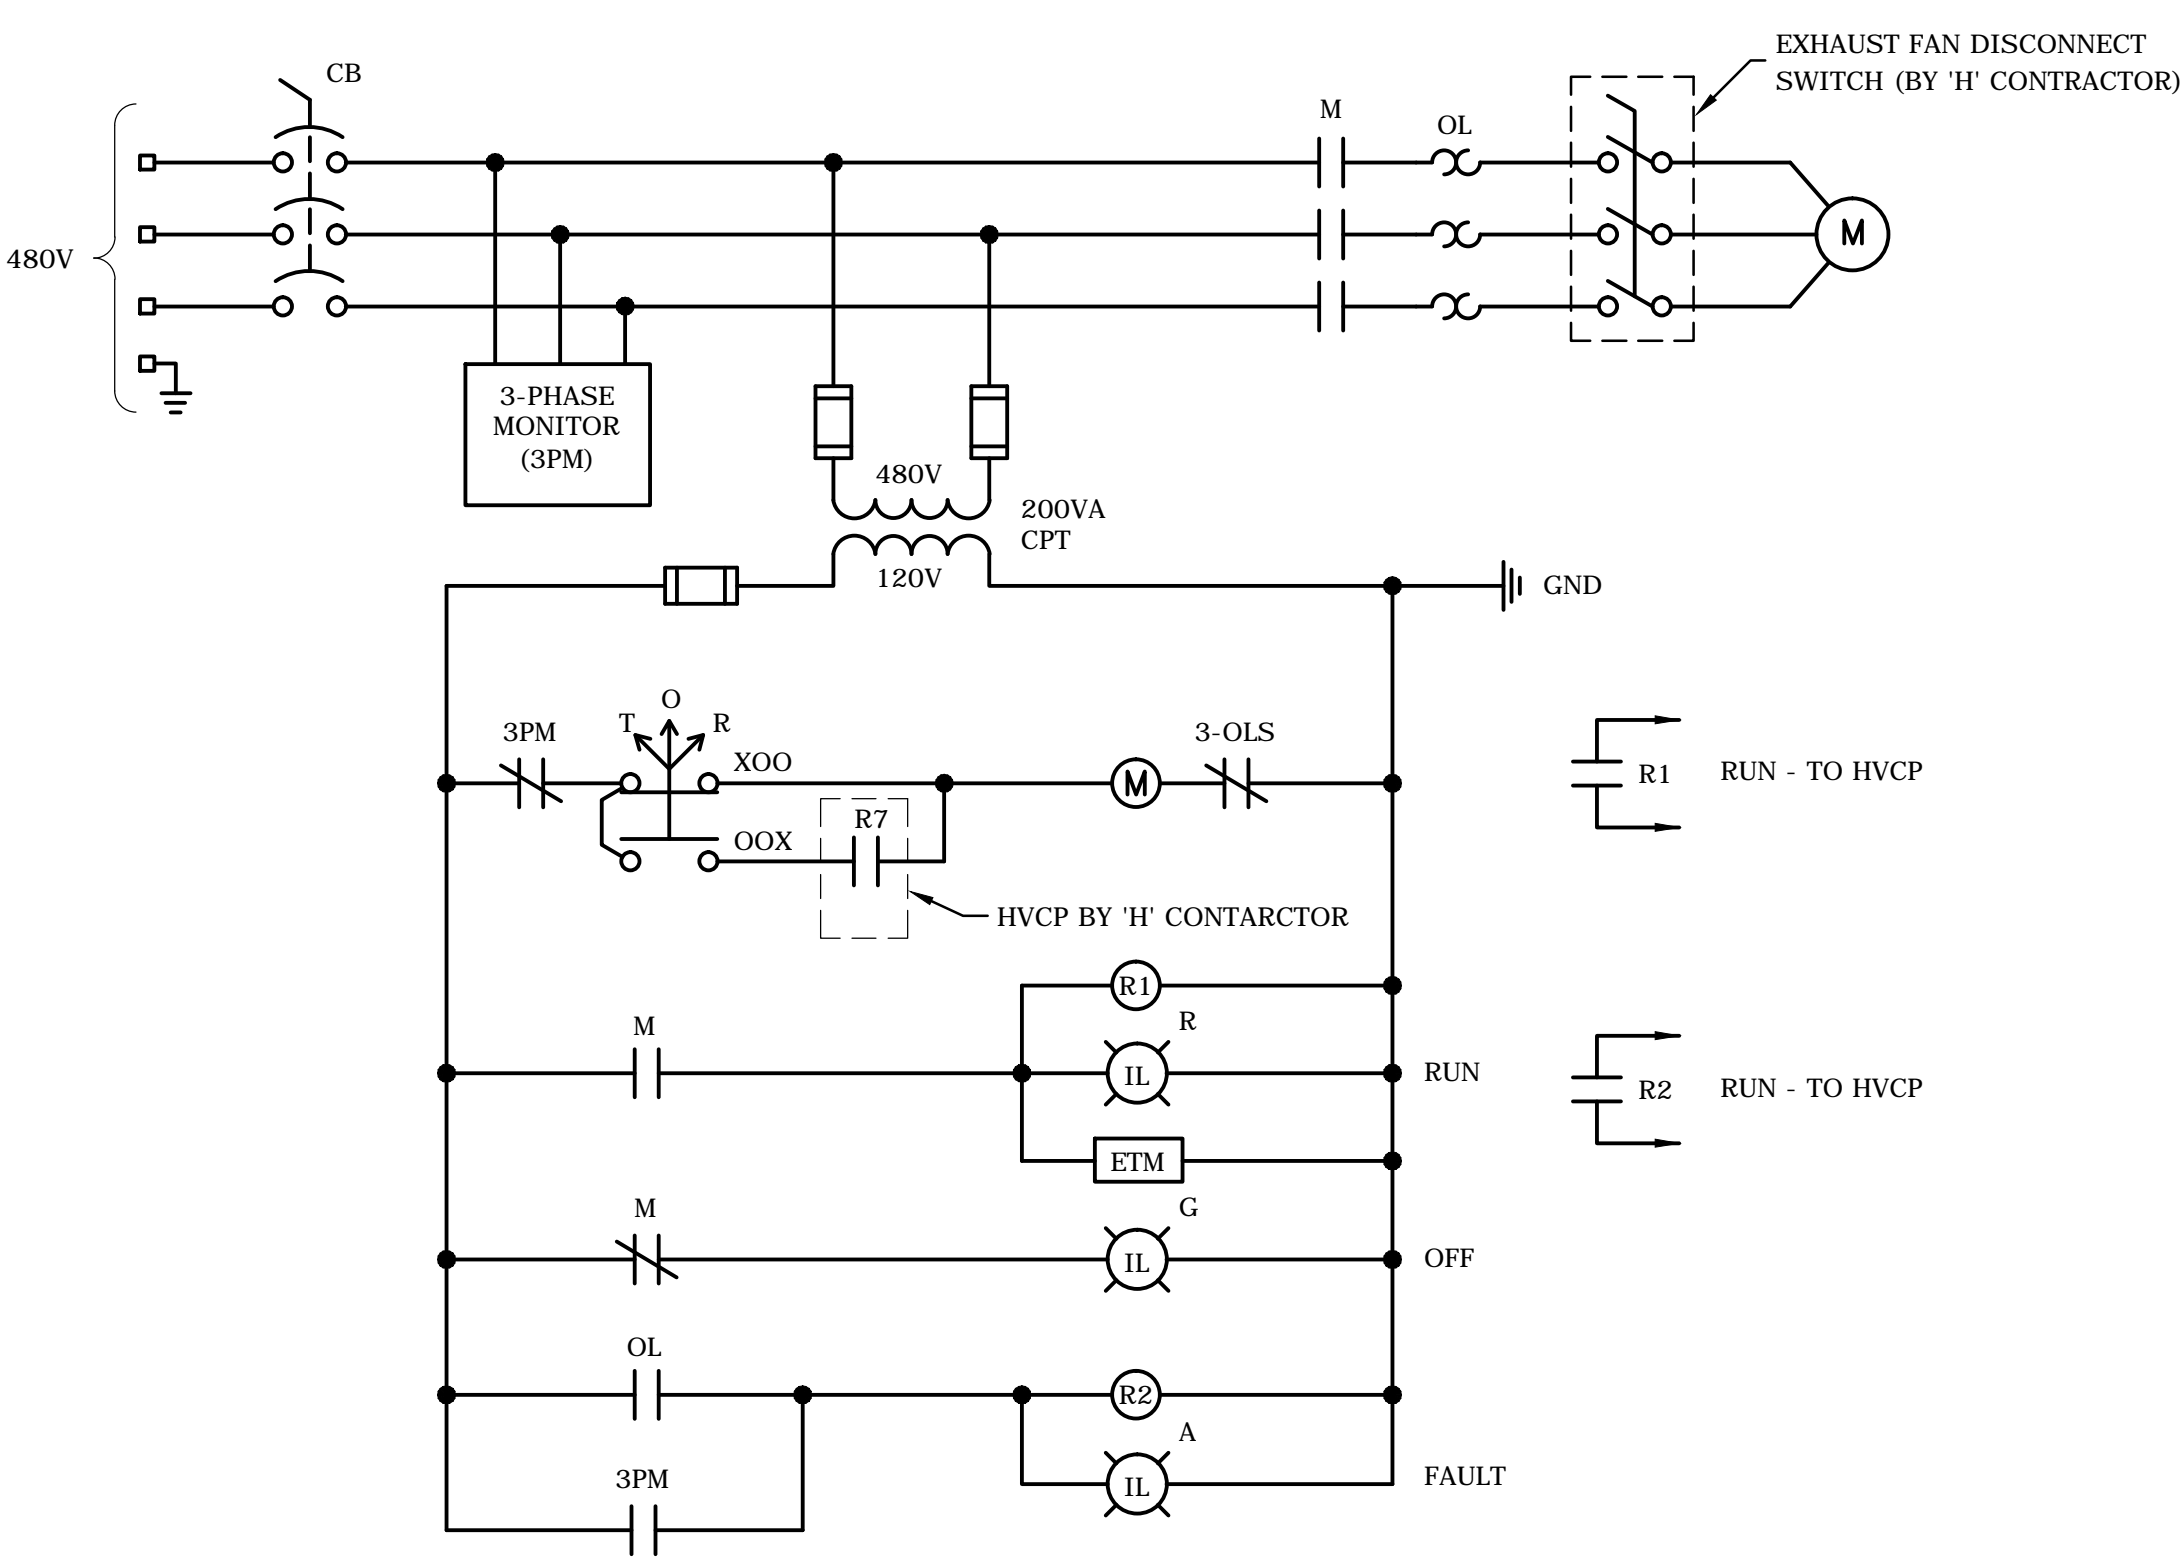 EXHAUST FAN DISCONNECT
SWITCH (BY 'H' CONTRACTOR)
CB
M
OL
480V
M
3-PHASE
MONITOR
(3PM)
480V
200VA
CPT
120V
GND
O
T
R
3PM
XOO
3-OLS
M
R1
RUN - TO HVCP
R7
OOX
HVCP BY 'H' CONTARCTOR
R1
R
M
IL
RUN
R2
RUN - TO HVCP
ETM
M
G
IL
OFF
OL
R2
A
3PM
IL
FAULT